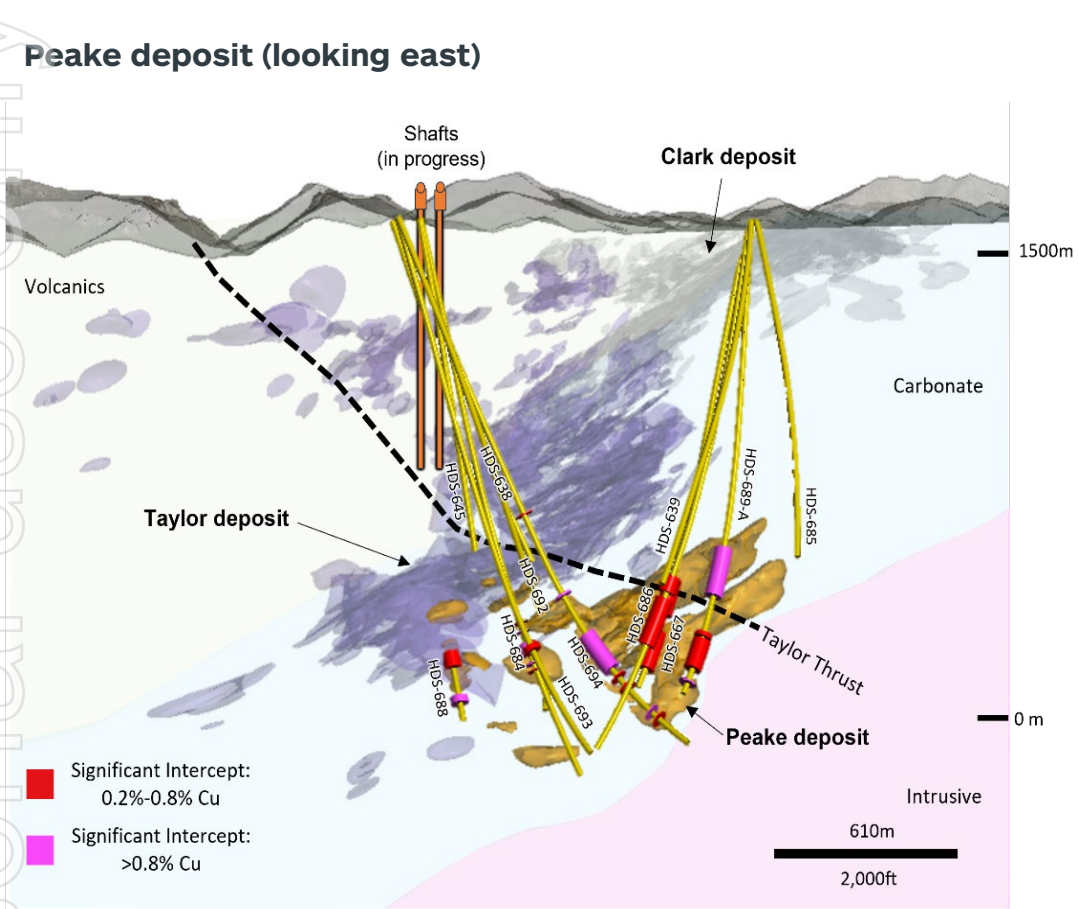 Peake deposit (looking east)
Shafts
(in progress)
Clark deposit
1500m
Volcanics
Carbonate
HDS-645
HDS-638
HDS-639
HDS-689-A
HDS-685
Taylor deposit
HDS-692
HDS-686
HDS-667
HDS-684
HDS-694
HDS-688
HDS-693
Taylor Thrust
0 m
Peake deposit
Significant Intercept:
0.2%-0.8% Cu
Significant Intercept:
>0.8% Cu
Intrusive
610m
2,000ft